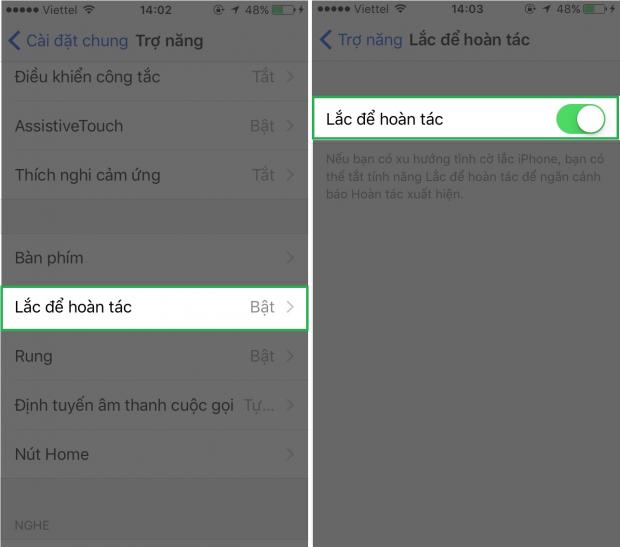 Viettel 14:02 48%
Cài đặt chung Trợ năng
Điều khiển công tắc Tắt
AssistiveTouch Bật
Thích nghi cảm ứng Tắt
Bàn phím
Lắc để hoàn tác Bật
Rung Bật
Định tuyến âm thanh cuộc gọi Tự...
Nút Home
NGHE
Viettel 14:03 48%
Trợ năng Lắc để hoàn tác
Lắc để hoàn tác
Nếu bạn có xu hướng tình cờ lắc iPhone, bạn có
thể tắt tính năng Lắc để hoàn tác để ngăn cảnh
báo Hoàn tác xuất hiện.